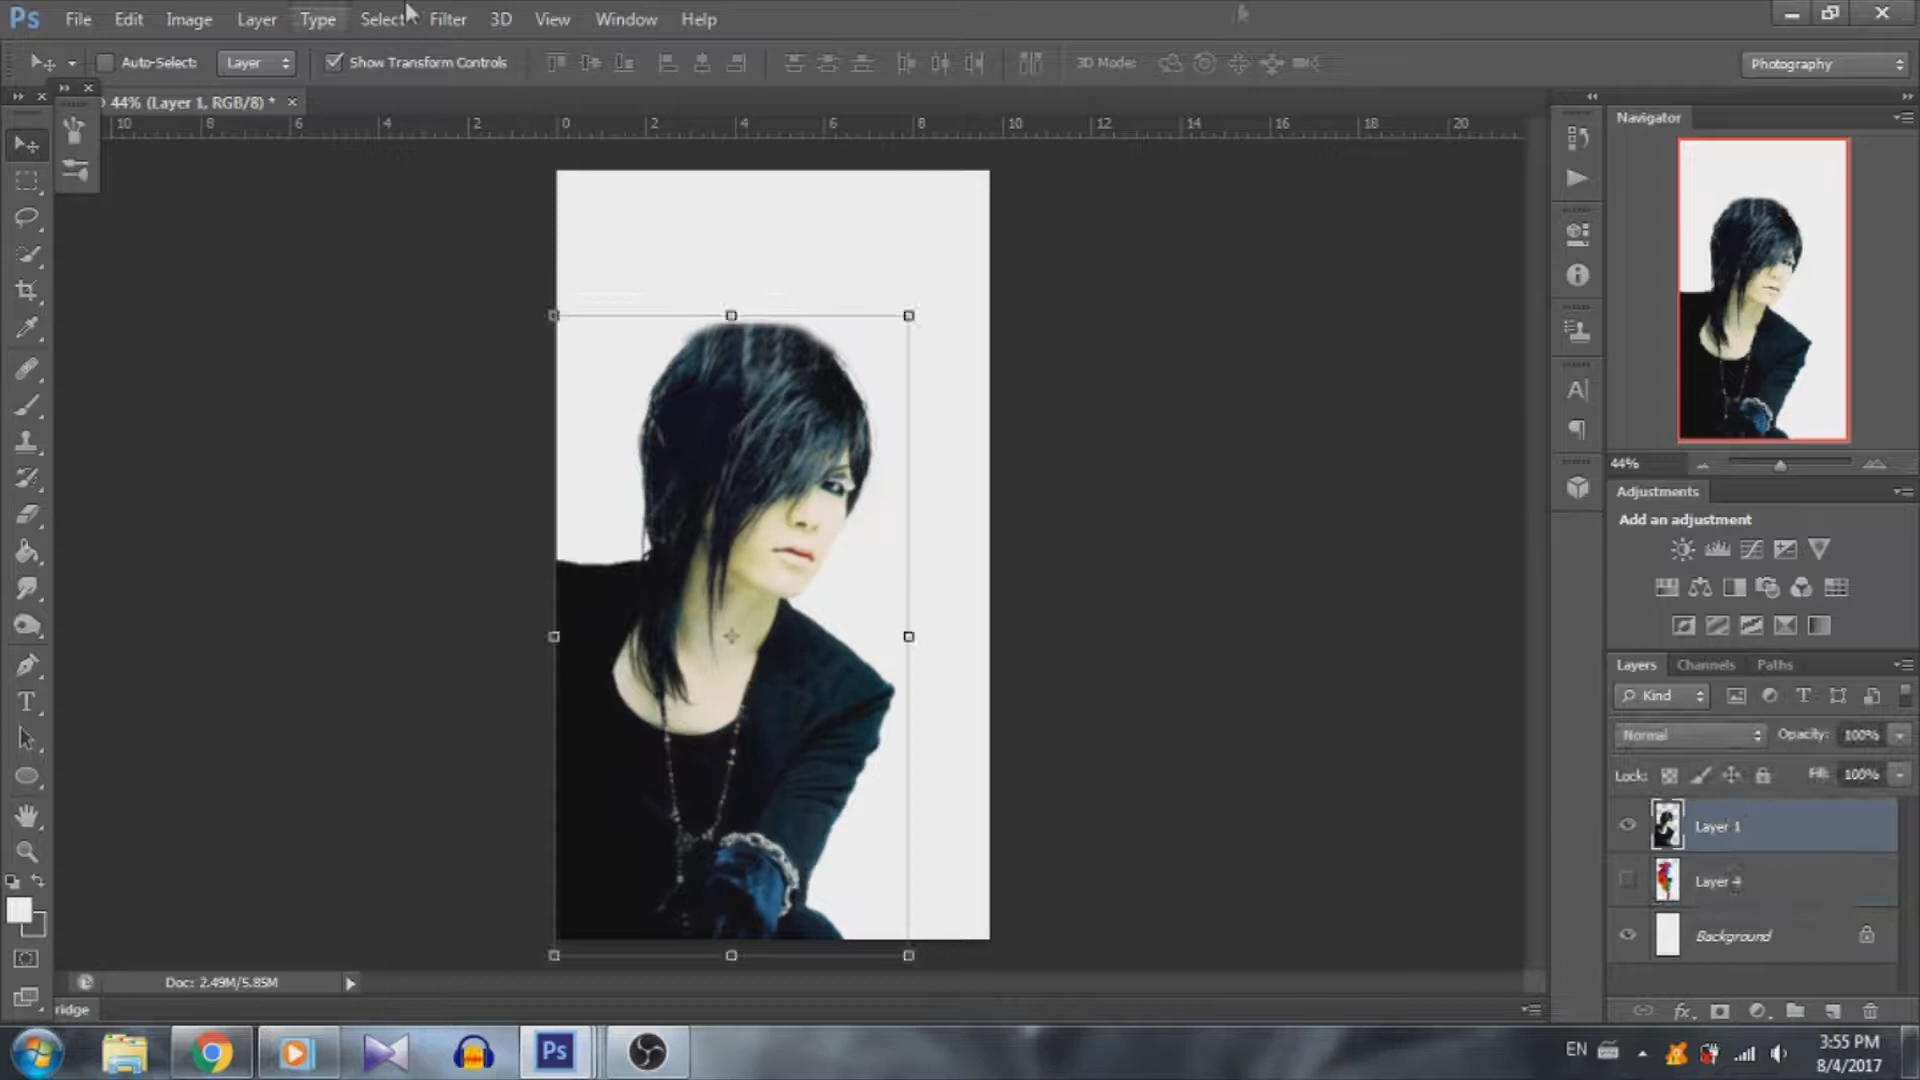 Ps File Edit Image Layer Type Select Filter 3D View Window Help
Auto-Select: Layer Show Transform Controls 3D Mode: Photography
44% (Layer 1, RGB/8) * ×
10 8 6 4 2 0 2 4 6 8 10 12 14 16 18 20
Navigator
44%
Adjustments
Add an adjustment
Layers Channels Paths
Kind
Normal Opacity: 100%
Lock: Fill: 100%
Layer 1
Layer
Background
Doc: 2.49M/5.85M
ridge
Ps
EN
3:55 PM
8/4/2017